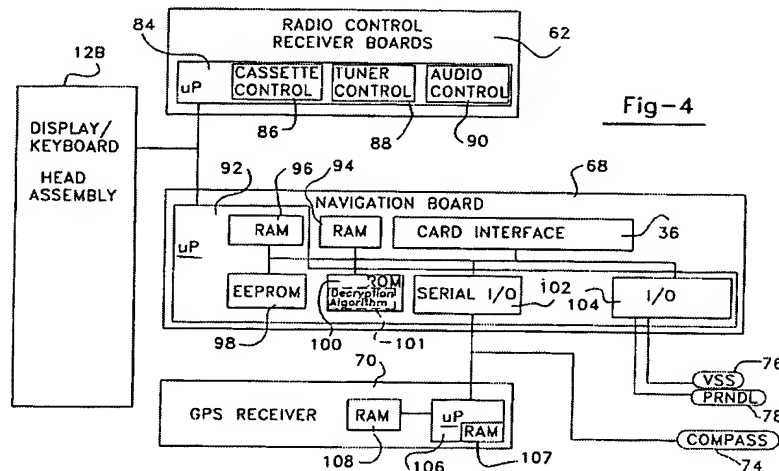 RADIO CONTROL
RECEIVER BOARDS
84
62
uP
CASSETTE CONTROL
TUNER CONTROL
AUDIO CONTROL
86
88
90
Fig-4
12B
DISPLAY/
KEYBOARD
HEAD
ASSEMBLY
92
96
94
68
NAVIGATION BOARD
uP
RAM
RAM
CARD INTERFACE
36
EEPROM
ROM
Decryption
Algorithm
SERIAL I/O
102
104
I/O
98
100
101
70
GPS RECEIVER
RAM
uP
RAM
108
106
107
VSS
76
PRNDL
78
COMPASS
74